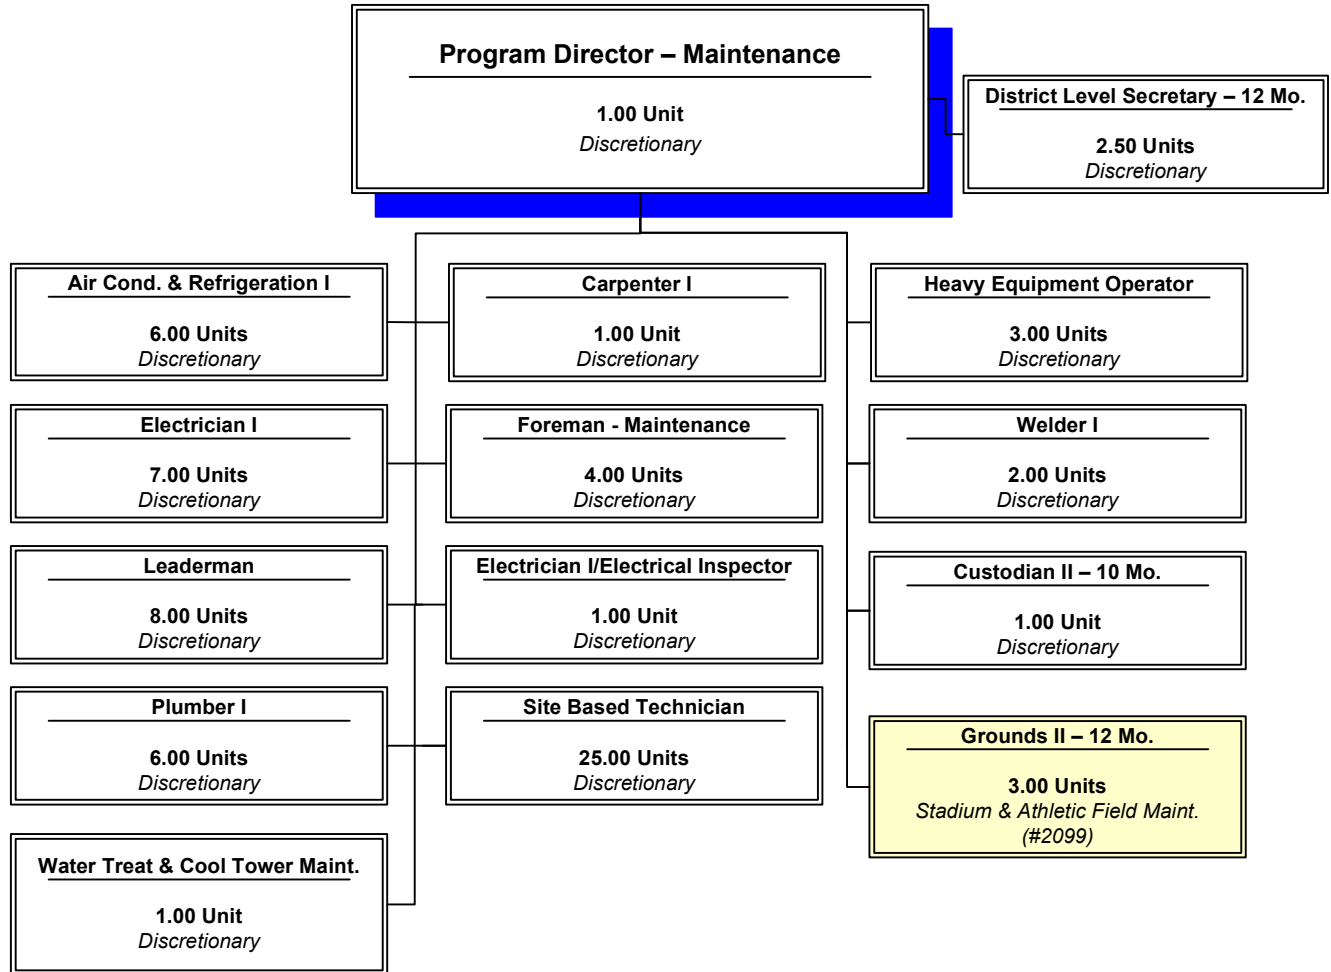 Program Director – Maintenance
1.00 Unit
Discretionary
District Level Secretary – 12 Mo.
2.50 Units
Discretionary
Air Cond. & Refrigeration I
6.00 Units
Discretionary
Carpenter I
1.00 Unit
Discretionary
Heavy Equipment Operator
3.00 Units
Discretionary
Electrician I
7.00 Units
Discretionary
Foreman - Maintenance
4.00 Units
Discretionary
Welder I
2.00 Units
Discretionary
Leaderman
8.00 Units
Discretionary
Electrician I/Electrical Inspector
1.00 Unit
Discretionary
Custodian II – 10 Mo.
1.00 Unit
Discretionary
Plumber I
6.00 Units
Discretionary
Site Based Technician
25.00 Units
Discretionary
Grounds II – 12 Mo.
3.00 Units
Stadium & Athletic Field Maint.
(#2099)
Water Treat & Cool Tower Maint.
1.00 Unit
Discretionary